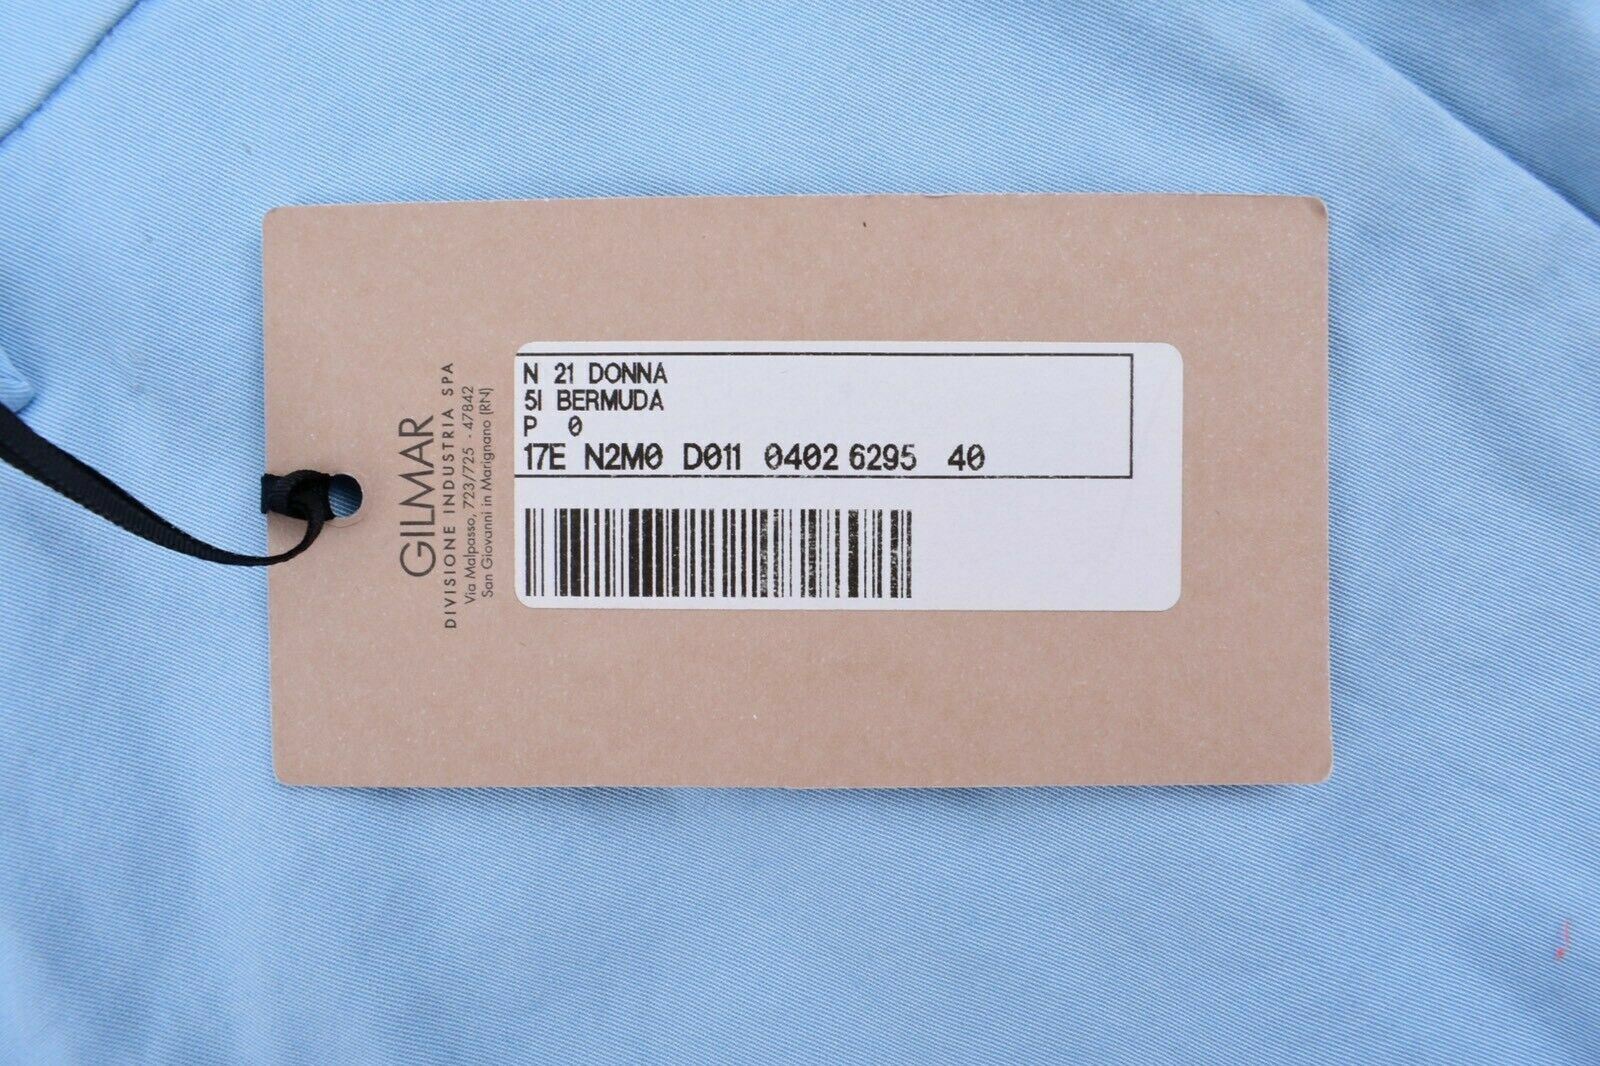 GILMAR
DIVISIONE INDUSTRIA SPA
Via Malpasso, 723/725 - 47842
San Giovanni in Marignano (RN)
N 21 DONNA
5I BERMUDA
P 0
17E N2M0 D011 0402 6295 40